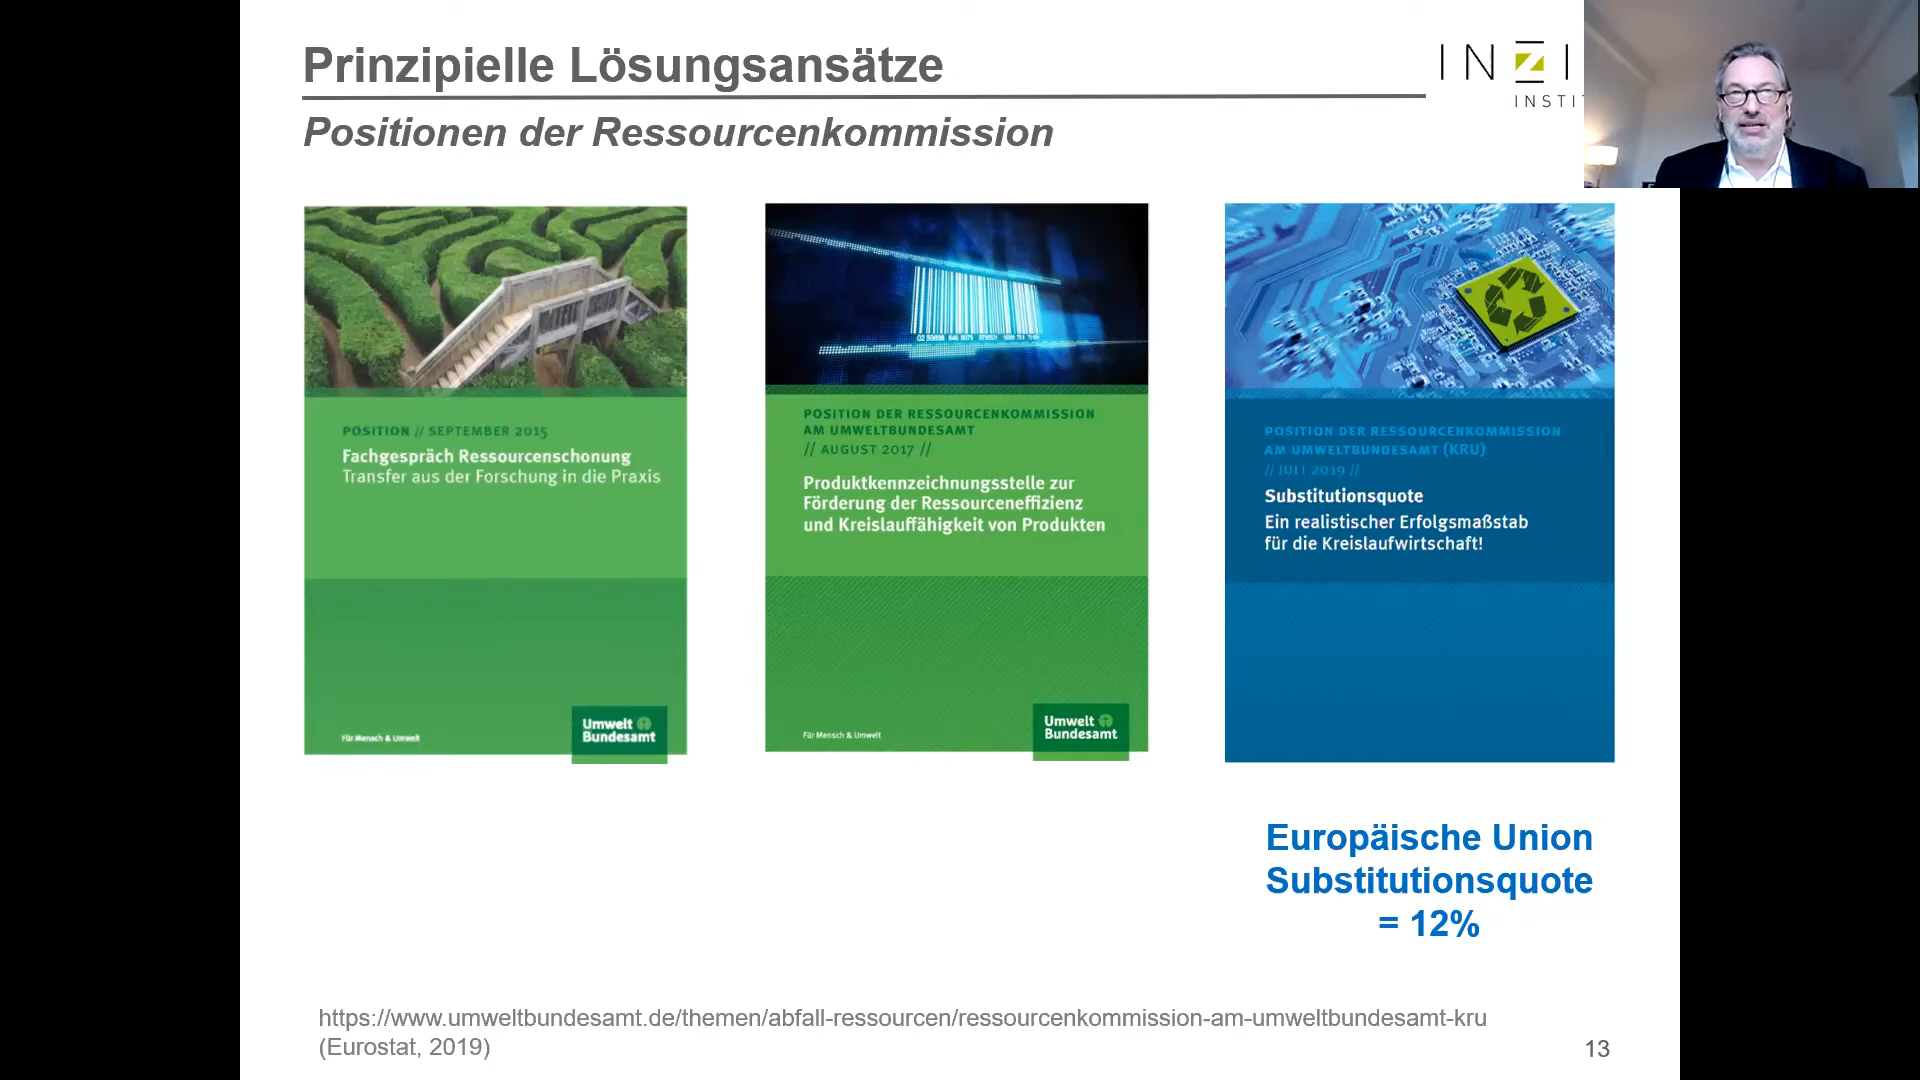 Prinzipielle Lösungsansätze
INZI
INSTI
Positionen der Ressourcenkommission
POSITION // SEPTEMBER 2015
Fachgespräch Ressourcenschonung
Transfer aus der Forschung in die Praxis
Für Mensch & Umwelt
Umwelt
Bundesamt
POSITION DER RESSOURCENKOMMISSION
AM UMWELTBUNDESAMT
// AUGUST 2017 //
Produktkennzeichnungsstelle zur
Förderung der Ressourceneffizienz
und Kreislauffähigkeit von Produkten
Für Mensch & Umwelt
Umwelt
Bundesamt
POSITION DER RESSOURCENKOMMISSION
AM UMWELTBUNDESAMT (KRU)
// JULI 2019 //
Substitutionsquote
Ein realistischer Erfolgsmaßstab
für die Kreislaufwirtschaft!
Europäische Union
Substitutionsquote
= 12%
https://www.umweltbundesamt.de/themen/abfall-ressourcen/ressourcenkommission-am-umweltbundesamt-kru
(Eurostat, 2019)
13